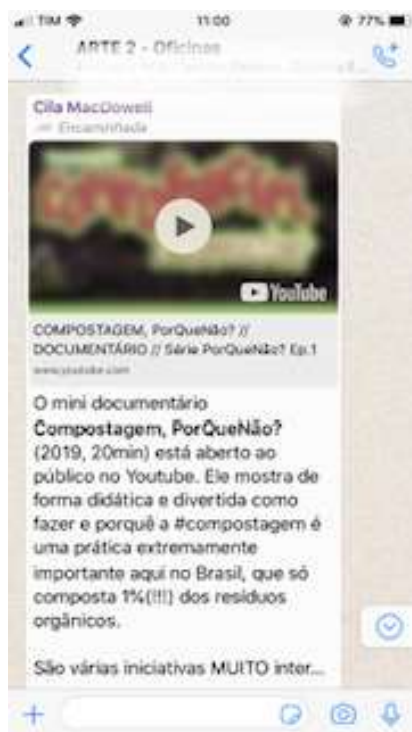 TIM 11:00 77%
ARTE 2 - Oficinas
Cila MacDowell
Encaminhada
YouTube
COMPOSTAGEM, PorQueNão? //
DOCUMENTÁRIO // Série PorQueNão? Ep.1
www.youtube.com
O mini documentário
Compostagem, PorQueNão?
(2019, 20min) está aberto ao
público no Youtube. Ele mostra de
forma didática e divertida como
fazer e porquê a #compostagem é
uma prática extremamente
importante aqui no Brasil, que só
composta 1%(!!!) dos resíduos
orgânicos.
São várias iniciativas MUITO inter...